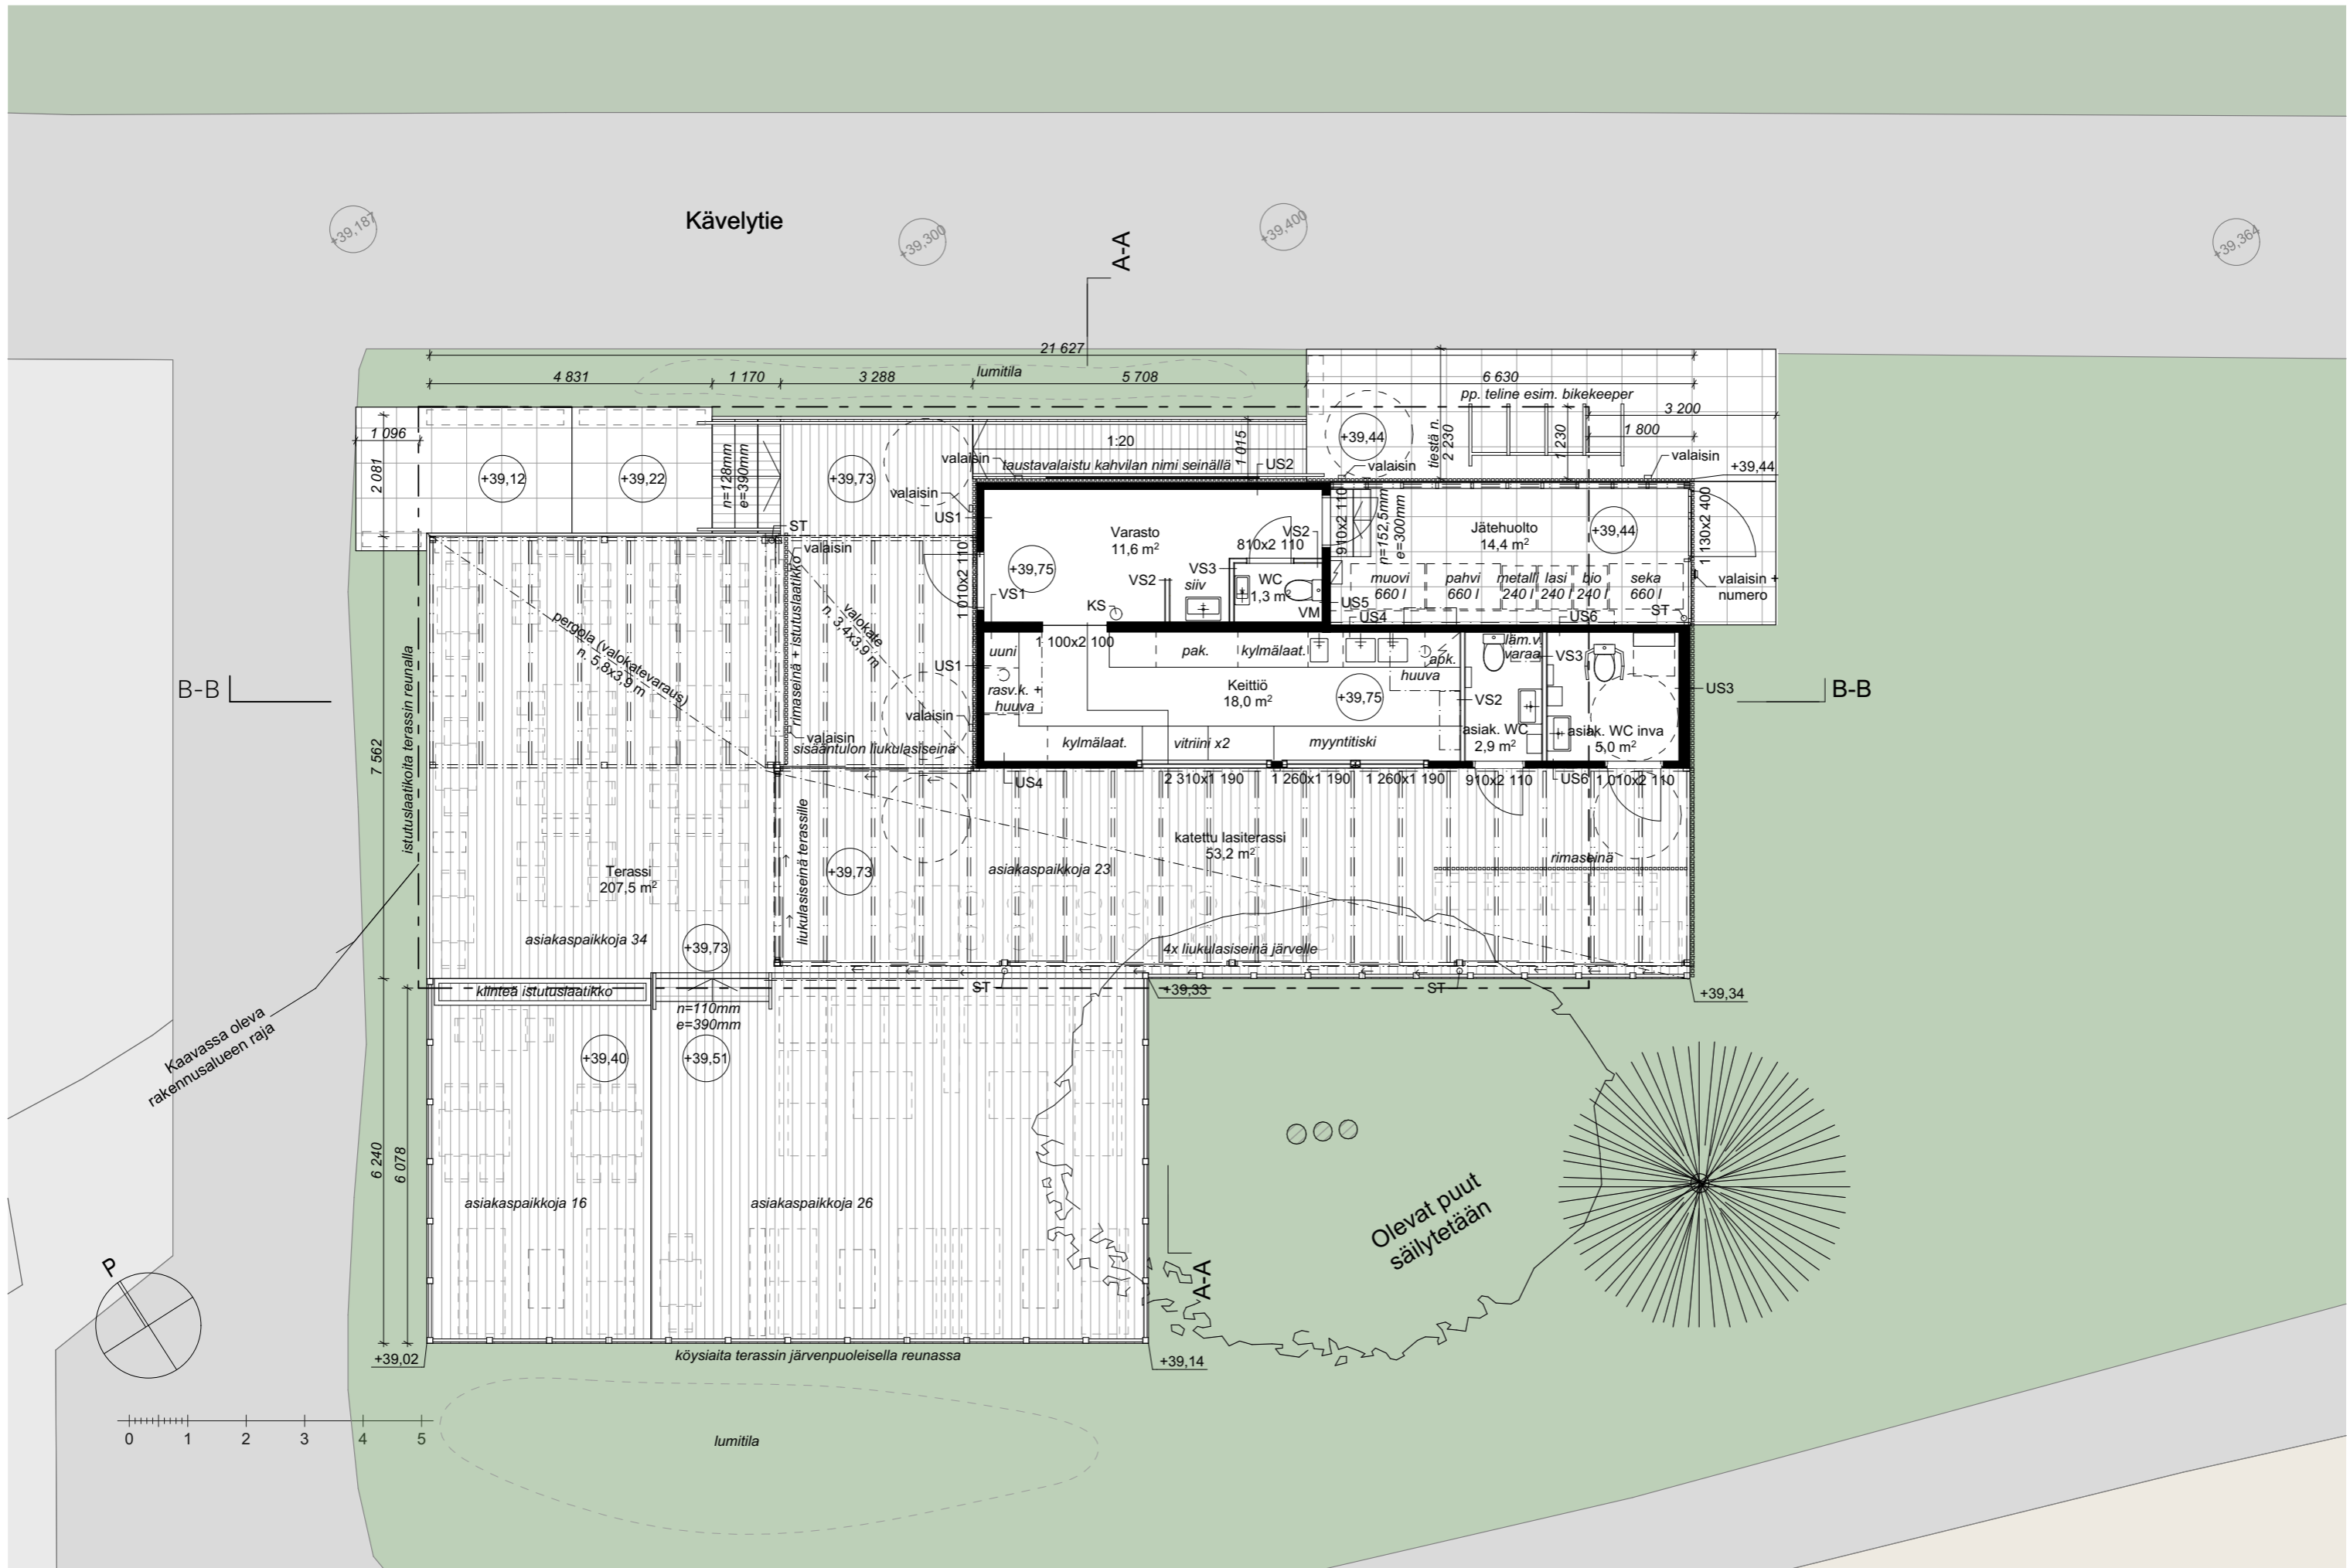 Kävelytie
+39,187
+39,300
+39,400
+39,364
A-A
21 627
lumitila
4 831
1 170
3 288
5 708
6 630
pp. teline esim. bikekeeper
3 200
1 800
1 096
2 081
+39,12
+39,22
n=128mm
e=390mm
+39,73
1:20
1 015
+39,44
tiestä n.
2 230
1 230
valaisin
taustavalaistu kahvilan nimi seinällä
US2
valaisin
valaisin
+39,44
valaisin
US1
ST
valaisin
Varasto
11,6 m²
+39,75
810x2 110
VS2
910x2 110
n=152,5mm
e=300mm
Jätehuolto
14,4 m²
+39,44
1 130x2 400
1 010x2 110
VS1
VS2
VS3
siiv
WC
1,3 m²
VM
KS
muovi
660 l
pahvi
660 l
metalli
240 l
lasi
240 l
bio
240 l
seka
660 l
valaisin +
numero
US5
US4
US6
ST
pergola (valokatevaraus)
n. 5,8x3,9 m
rimaseinä + istutuslaatikko
valokate
n. 3,4x3,9 m
istutuslaatikoita terassin reunalla
B-B
US1
uuni
1 100x2 100
pak.
kylmälaat.
apk.
huuva
läm.v.
varaa.
VS3
rasv.k. +
huuva
Keittiö
18,0 m²
+39,75
VS2
US3
B-B
valaisin
valaisin
sisääntulon liukulasiseinä
kylmälaat.
vitriini x2
myyntitiski
asiak. WC
2,9 m²
asiak. WC inva
5,0 m²
7 562
US4
2 310x1 190
1 260x1 190
1 260x1 190
910x2 110
US6
1 010x2 110
liukulasiseinä terassille
katettu lasiterassi
53,2 m²
rimaseinä
Terassi
207,5 m²
+39,73
asiakaspaikkoja 23
asiakaspaikkoja 34
+39,73
4x liukulasiseinä järvelle
kiinteä istutuslaatikko
ST
+39,33
ST
+39,34
n=110mm
e=390mm
Kaavassa oleva
rakennusalueen raja
+39,40
+39,51
6 240
6 078
asiakaspaikkoja 16
asiakaspaikkoja 26
Olevat puut
säilytetään
A-A
P
+39,02
köysiaita terassin järvenpuoleisella reunassa
+39,14
0 1 2 3 4 5
lumitila